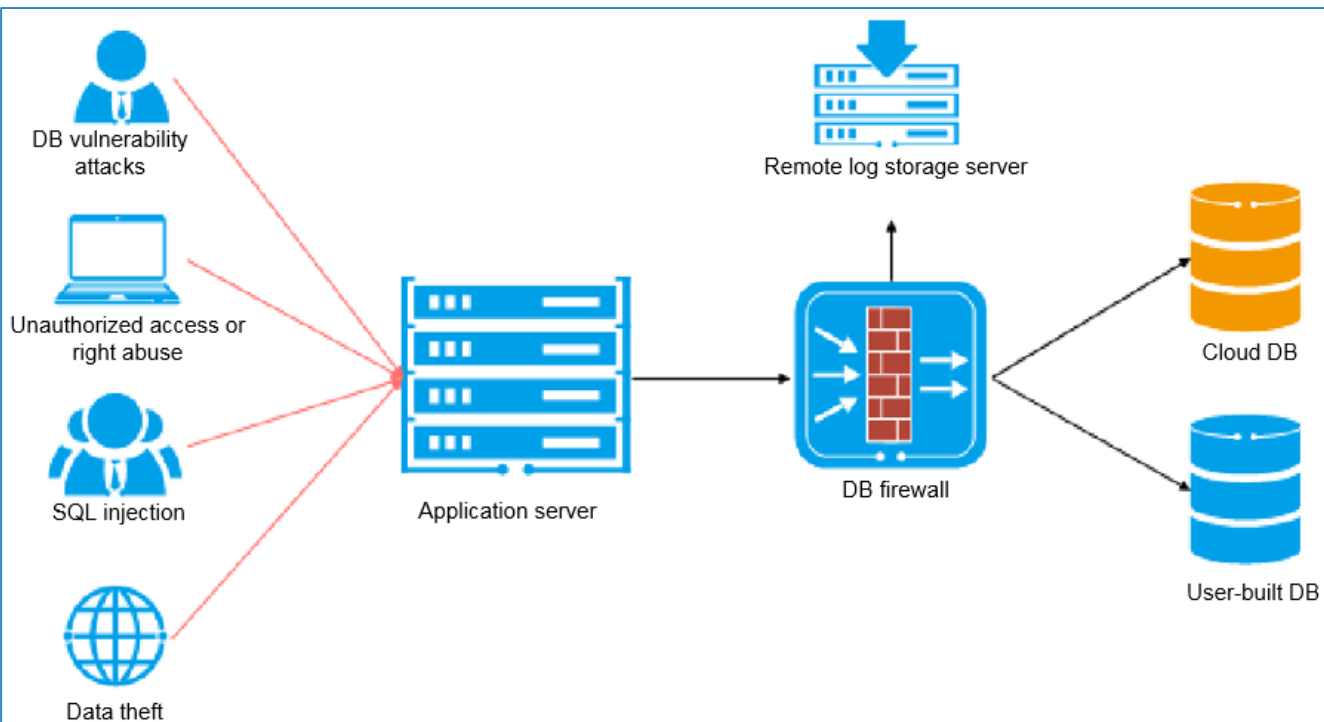 DB vulnerability
attacks
Unauthorized access or
right abuse
SQL injection
Data theft
Application server
Remote log storage server
DB firewall
Cloud DB
User-built DB